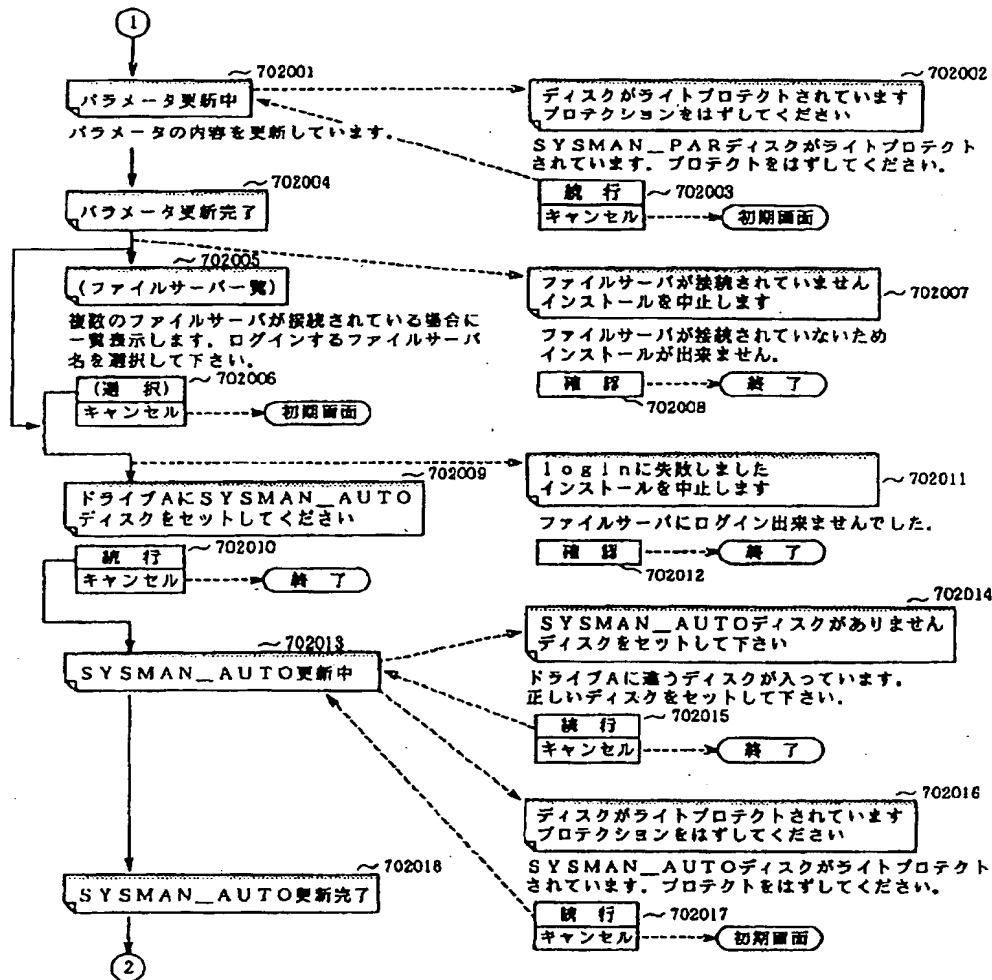 1
~702001
パラメータ更新中
パラメータの内容を更新しています.
~702002
ディスクがライトプロテクトされています
プロテクションをはずしてください
SYSMAN_PARディスクがライトプロテクト
されています. プロテクトをはずしてください.
続 行
~702003
キャンセル
初期画面
~702004
パラメータ更新完了
702005
(ファイルサーバ一覧)
複数のファイルサーバが接続されている場合に
一覧表示します. ログインするファイルサーバ
名を選択して下さい.
(選 択)
~702006
キャンセル
初期画面
ファイルサーバが接続されていません
インストールを中止します
~702007
ファイルサーバが接続されていないため
インストールが出来ません.
確 認
702008
終 了
~702009
ドライブAにSYSMAN_AUTO
ディスクをセットしてください
続 行
~702010
キャンセル
終 了
loginに失敗しました
インストールを中止します
~702011
ファイルサーバにログイン出来ませんでした.
確 認
702012
終 了
~702013
SYSMAN_AUTO更新中
~702014
SYSMAN_AUTOディスクがありません
ディスクをセットして下さい
ドライブAに違うディスクが入っています.
正しいディスクをセットして下さい.
続 行
~702015
キャンセル
終 了
~702016
ディスクがライトプロテクトされています
プロテクションをはずしてください
SYSMAN_AUTOディスクがライトプロテクト
されています. プロテクトをはずしてください.
続 行
~702017
キャンセル
初期画面
~702018
SYSMAN_AUTO更新完了
2